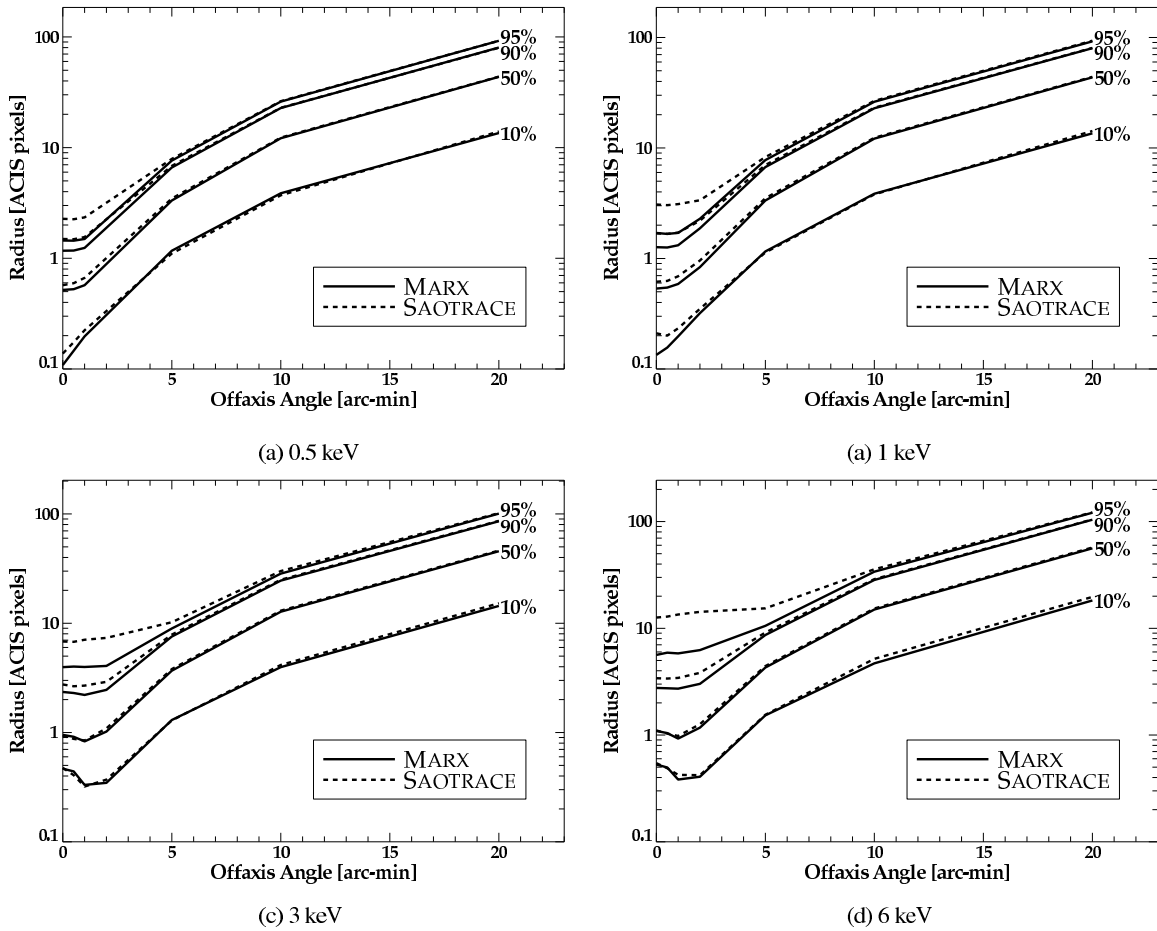 100
10
1
0.1
Radius [ACIS pixels]
95%
90%
50%
10%
MARX
SAOTRACE
0 5 10 15 20
Offaxis Angle [arc-min]
(a) 0.5 keV
100
10
1
0.1
Radius [ACIS pixels]
95%
90%
50%
10%
MARX
SAOTRACE
0 5 10 15 20
Offaxis Angle [arc-min]
(a) 1 keV
100
10
1
0.1
Radius [ACIS pixels]
95%
90%
50%
10%
MARX
SAOTRACE
0 5 10 15 20
Offaxis Angle [arc-min]
(c) 3 keV
100
10
1
0.1
Radius [ACIS pixels]
95%
90%
50%
10%
MARX
SAOTRACE
0 5 10 15 20
Offaxis Angle [arc-min]
(d) 6 keV